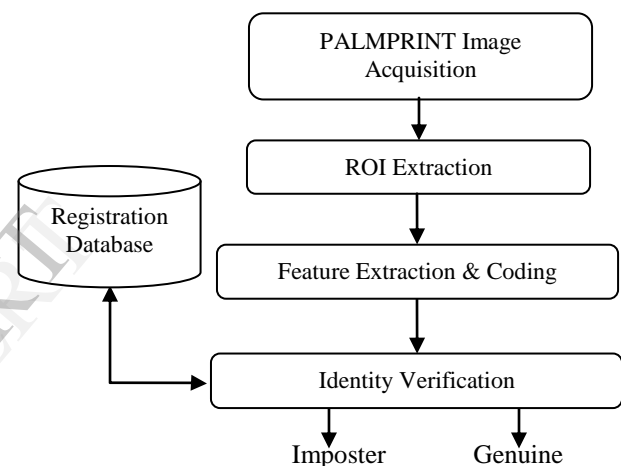 PALMPRINT Image
Acquisition
ROI Extraction
Registration
Database
Feature Extraction & Coding
Identity Verification
Imposter
Genuine